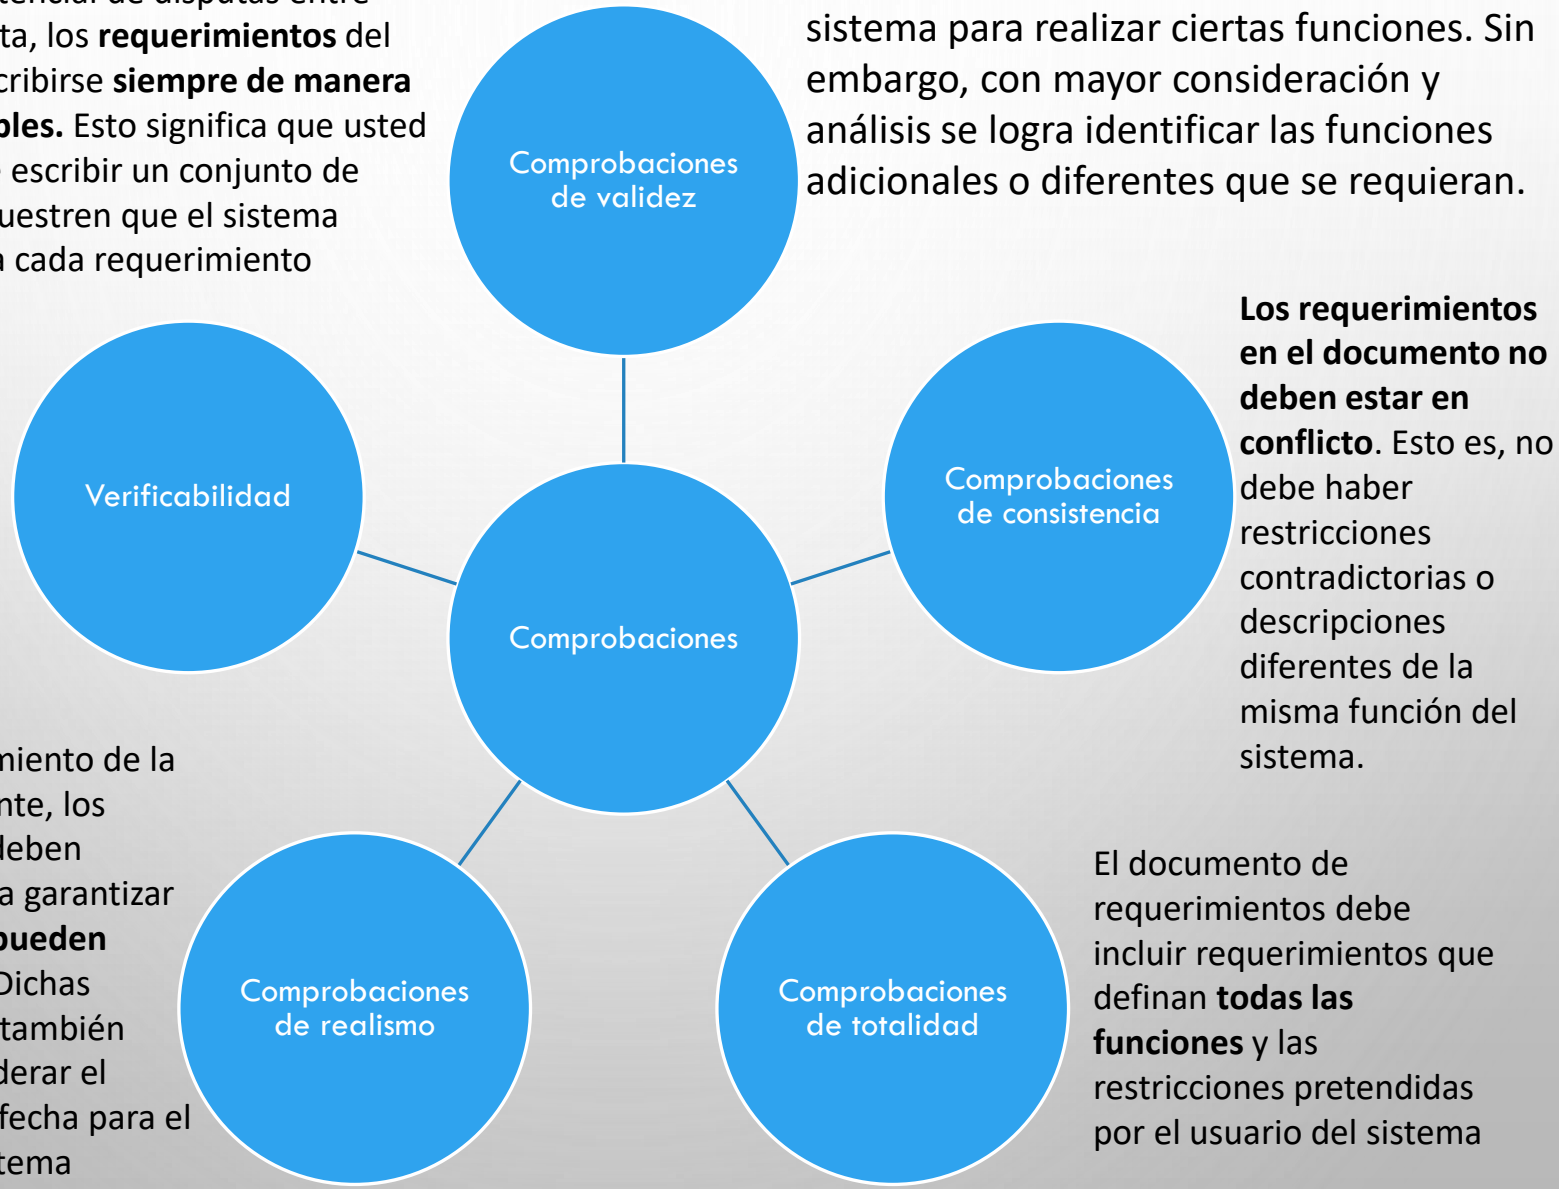 ta, los requerimientos del
cribirse siempre de manera
bles. Esto significa que usted
escribir un conjunto de
uestren que el sistema
a cada requerimiento
sistema para realizar ciertas funciones. Sin
embargo, con mayor consideración y
análisis se logra identificar las funciones
adicionales o diferentes que se requieran.
Comprobaciones
de validez
Verificabilidad
Comprobaciones
de consistencia
Los requerimientos
en el documento no
deben estar en
conflicto. Esto es, no
debe haber
restricciones
contradictorias o
descripciones
diferentes de la
misma función del
sistema.
Comprobaciones
miento de la
nte, los
deben
a garantizar
pueden
Dichas
también
derar el
fecha para el
tema
Comprobaciones
de realismo
Comprobaciones
de totalidad
El documento de
requerimientos debe
incluir requerimientos que
definan todas las
funciones y las
restricciones pretendidas
por el usuario del sistema